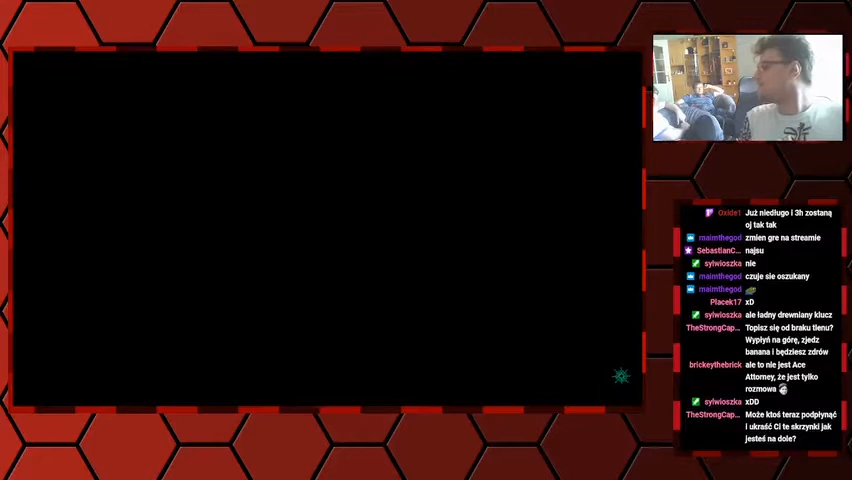 Oxide1 Już niedługo i 3h zostaną
oj tak tak
maimthegod zmien gre na streamie
SebastianC... najsu
sylwioszka nie
maimthegod czuje sie oszukany
maimthegod
Placek17 xD
sylwioszka ale ładny drewniany klucz
TheStrongCap... Topisz się od braku tlenu?
Wypłyń na górę, zjedz
banana i będziesz zdrów
brickeythebrick ale to nie jest Ace
Attorney, że jest tylko
rozmowa
sylwioszka xDD
TheStrongCap... Może ktoś teraz podpłynąć
i ukraść Ci te skrzynki jak
jesteś na dole?